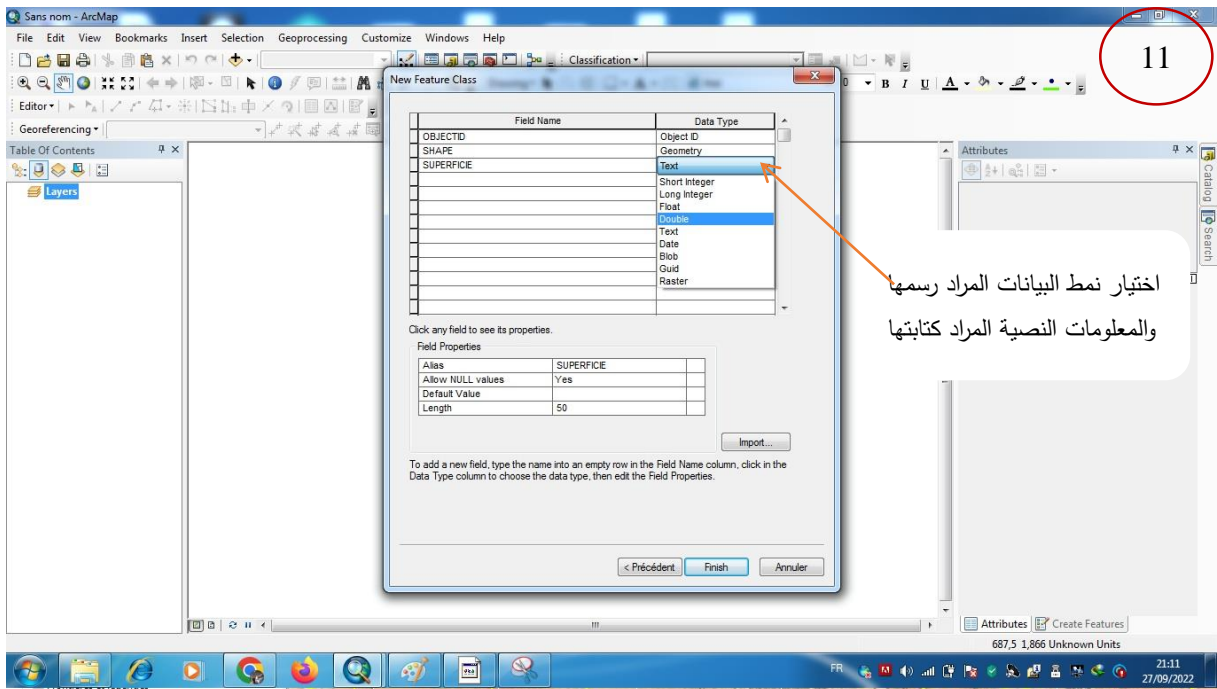 Sans nom - ArcMap
11
File Edit View Bookmarks Insert Selection Geoprocessing Customize Windows Help
Classification
New Feature Class
B I U A
Editor
Georeferencing
Table Of Contents
Layers
Field Name Data Type
OBJECTID Object ID
SHAPE Geometry
SUPERFICIE Text
Short Integer
Long Integer
Float
Double
Text
Date
Blob
Guid
Raster
Attributes
Catalog
Search
اختيار نمط البيانات المراد رسمها
والمعلومات النصية المراد كتابتها
Click any field to see its properties.
Field Properties
Alias SUPERFICIE
Allow NULL values Yes
Default Value
Length 50
Import...
To add a new field, type the name into an empty row in the Field Name column, click in the
Data Type column to choose the data type, then edit the Field Properties.
< Précédent Finish Annuler
Attributes Create Features
687,5 1,866 Unknown Units
FR
21:11
27/09/2022